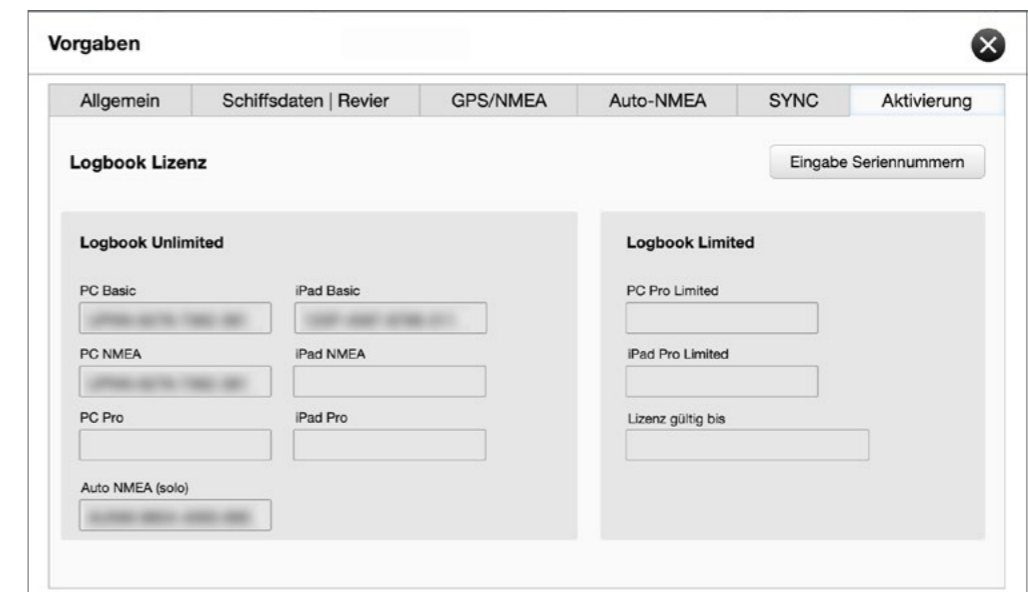 Vorgaben
Allgemein Schiffsdaten | Revier GPS/NMEA Auto-NMEA SYNC Aktivierung
Logbook Lizenz
Eingabe Seriennummern
Logbook Unlimited
PC Basic iPad Basic
PC NMEA iPad NMEA
PC Pro iPad Pro
Auto NMEA (solo)
Logbook Limited
PC Pro Limited
iPad Pro Limited
Lizenz gültig bis